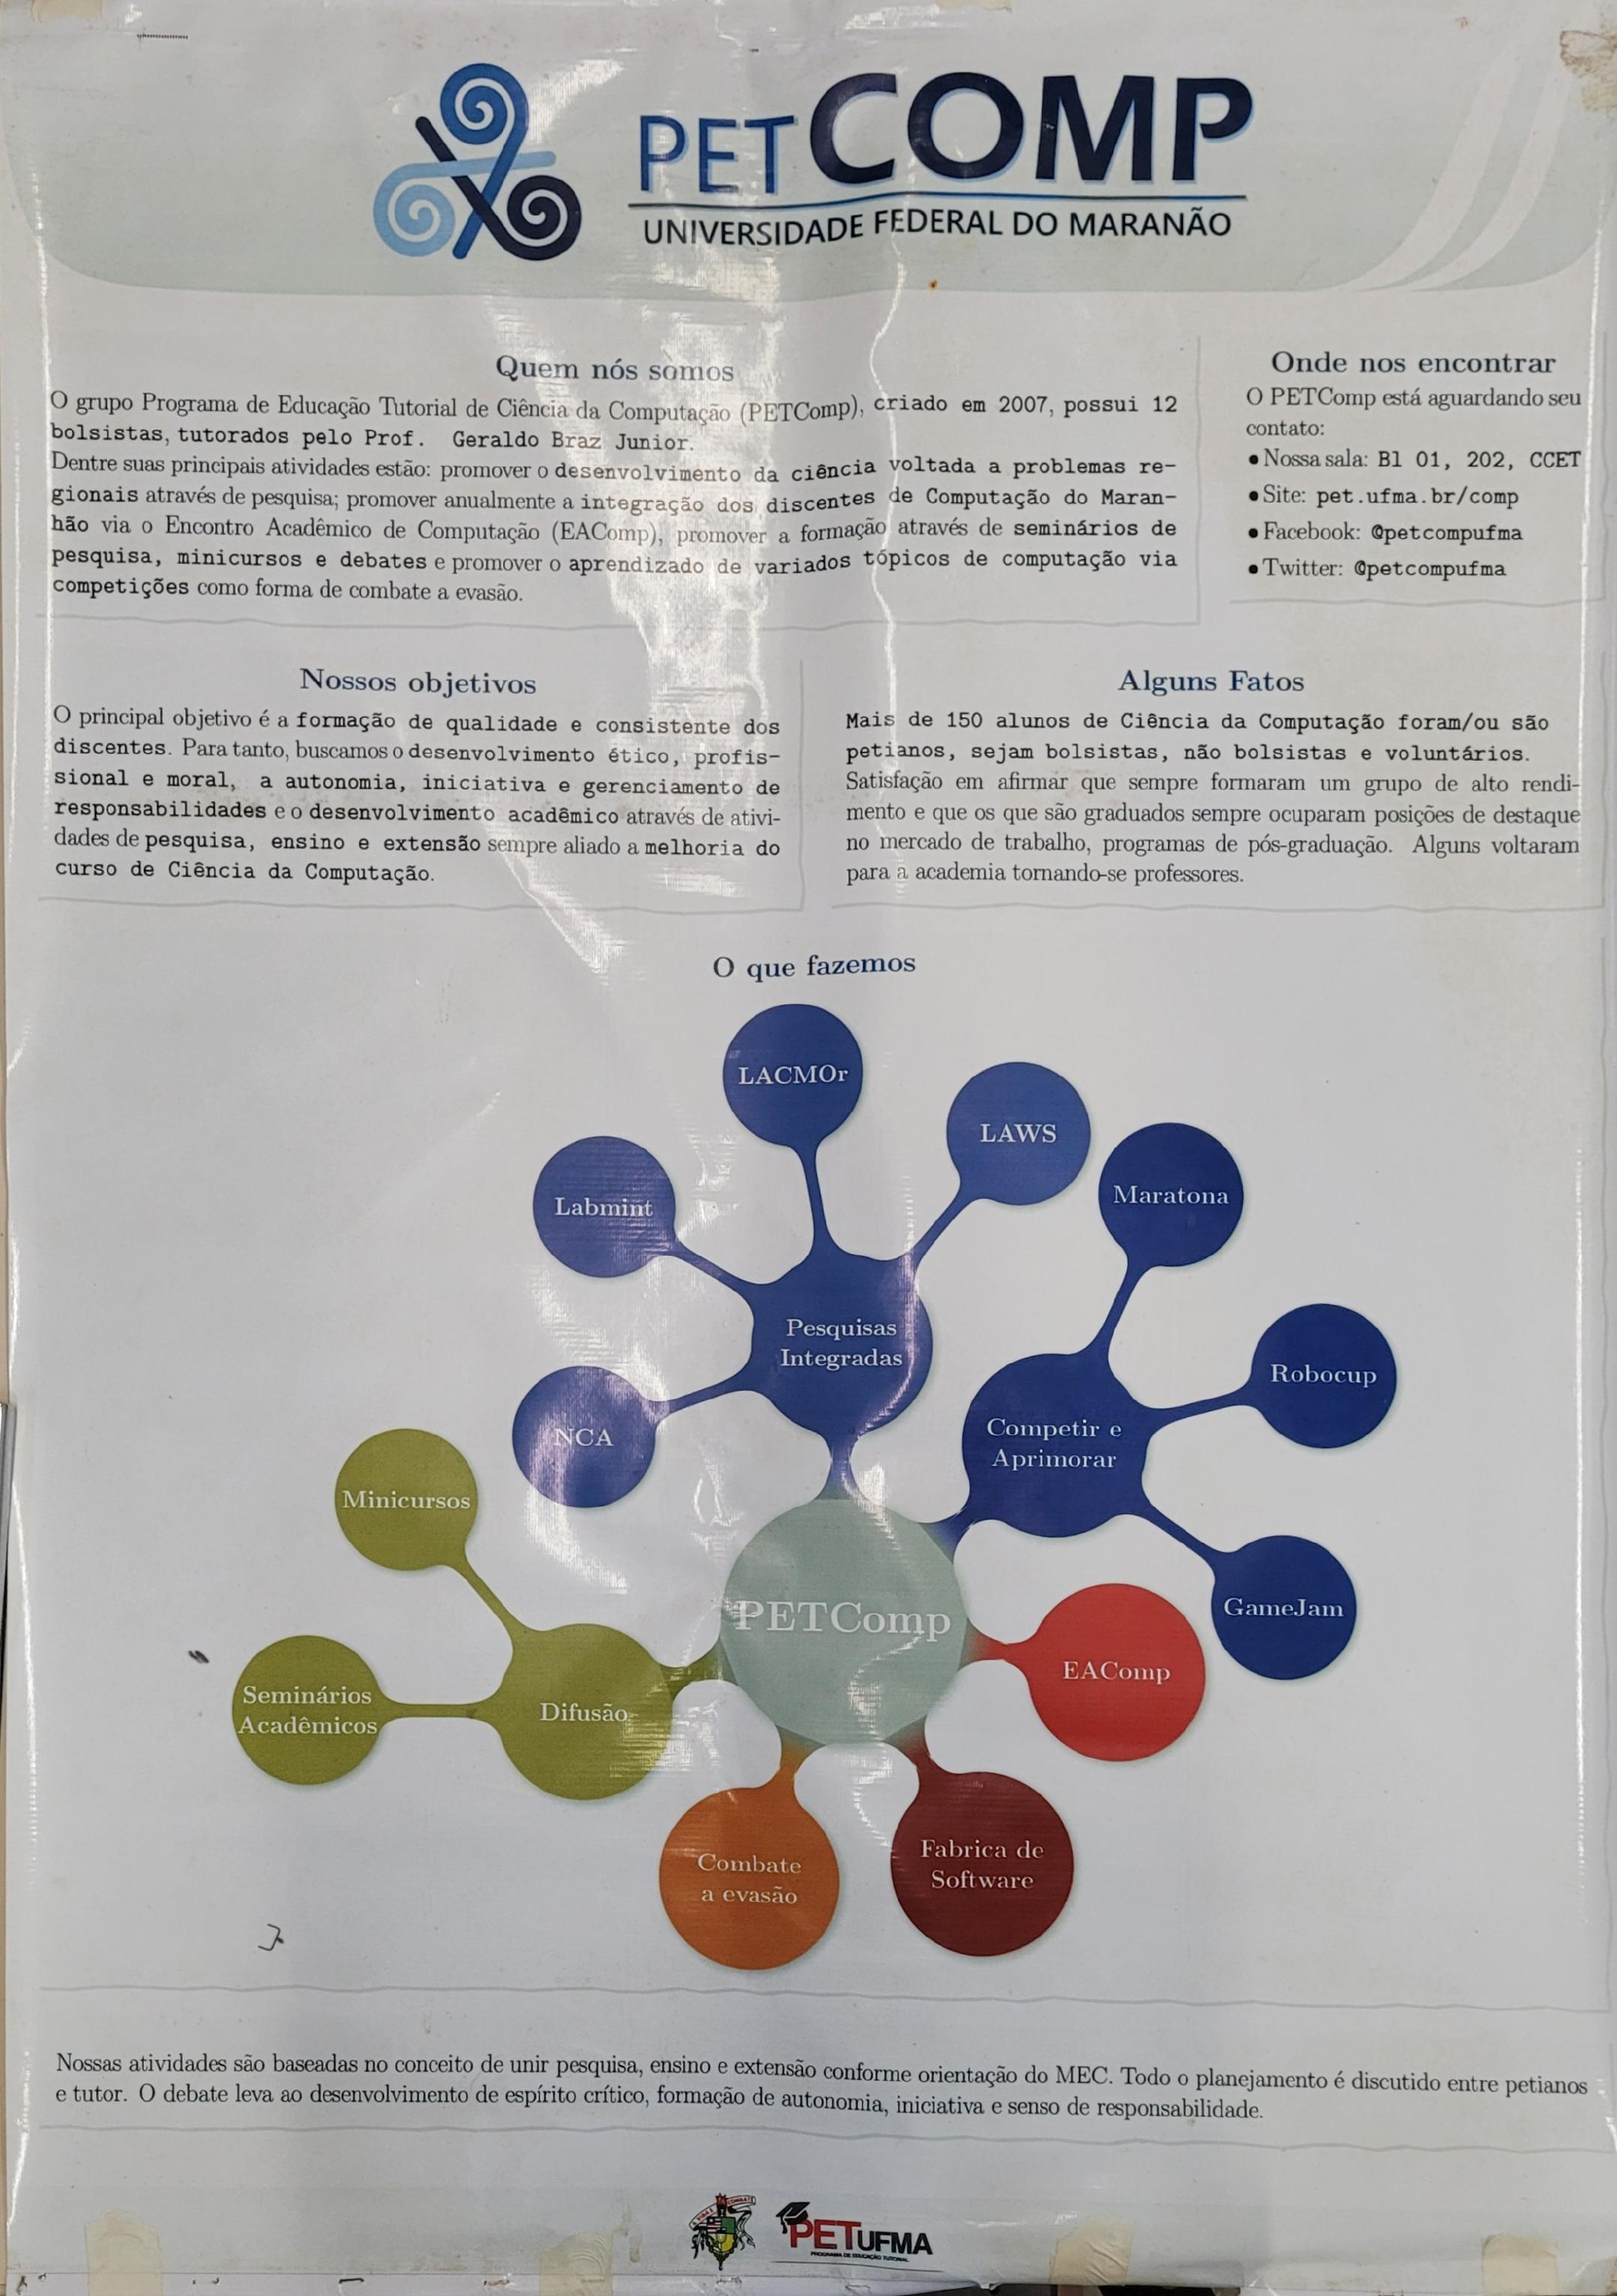 PETCOMP
UNIVERSIDADE FEDERAL DO MARANÃO
Quem nós somos
O grupo Programa de Educação Tutorial de Ciência da Computação (PETComp), criado em 2007, possui 12
bolsistas, tutorados pelo Prof. Geraldo Braz Junior.
Dentre suas principais atividades estão: promover o desenvolvimento da ciência voltada a problemas re-
gionais através de pesquisa; promover anualmente a integração dos discentes de Computação do Maran-
hão via o Encontro Acadêmico de Computação (EAComp), promover a formação através de seminários de
pesquisa, minicursos e debates e promover o aprendizado de variados tópicos de computação via
competições como forma de combate a evasão.
Onde nos encontrar
O PETComp está aguardando seu
contato:
• Nossa sala: Bl 01, 202, CCET
• Site: pet.ufma.br/comp
• Facebook: @petcompufma
• Twitter: @petcompufma
Nossos objetivos
O principal objetivo é a formação de qualidade e consistente dos
discentes. Para tanto, buscamos o desenvolvimento ético, profis-
sional e moral, a autonomia, iniciativa e gerenciamento de
responsabilidades e o desenvolvimento acadêmico através de ativi-
dades de pesquisa, ensino e extensão sempre aliado a melhoria do
curso de Ciência da Computação.
Alguns Fatos
Mais de 150 alunos de Ciência da Computação foram/ou são
petianos, sejam bolsistas, não bolsistas e voluntários.
Satisfação em afirmar que sempre formaram um grupo de alto rendi-
mento e que os que são graduados sempre ocuparam posições de destaque
no mercado de trabalho, programas de pós-graduação. Alguns voltaram
para a academia tornando-se professores.
O que fazemos
LACMOr
LAWS
Labmint
Maratona
Pesquisas
Integradas
Robocup
NCA
Competir e
Aprimorar
Minicursos
GameJam
PETComp
EAComp
Seminários
Acadêmicos
Difusão
Combate
a evasão
Fabrica de
Software
Nossas atividades são baseadas no conceito de unir pesquisa, ensino e extensão conforme orientação do MEC. Todo o planejamento é discutido entre petianos
e tutor. O debate leva ao desenvolvimento de espírito crítico, formação de autonomia, iniciativa e senso de responsabilidade.
PETUFMA
PROGRAMA DE EDUCAÇÃO TUTORIAL